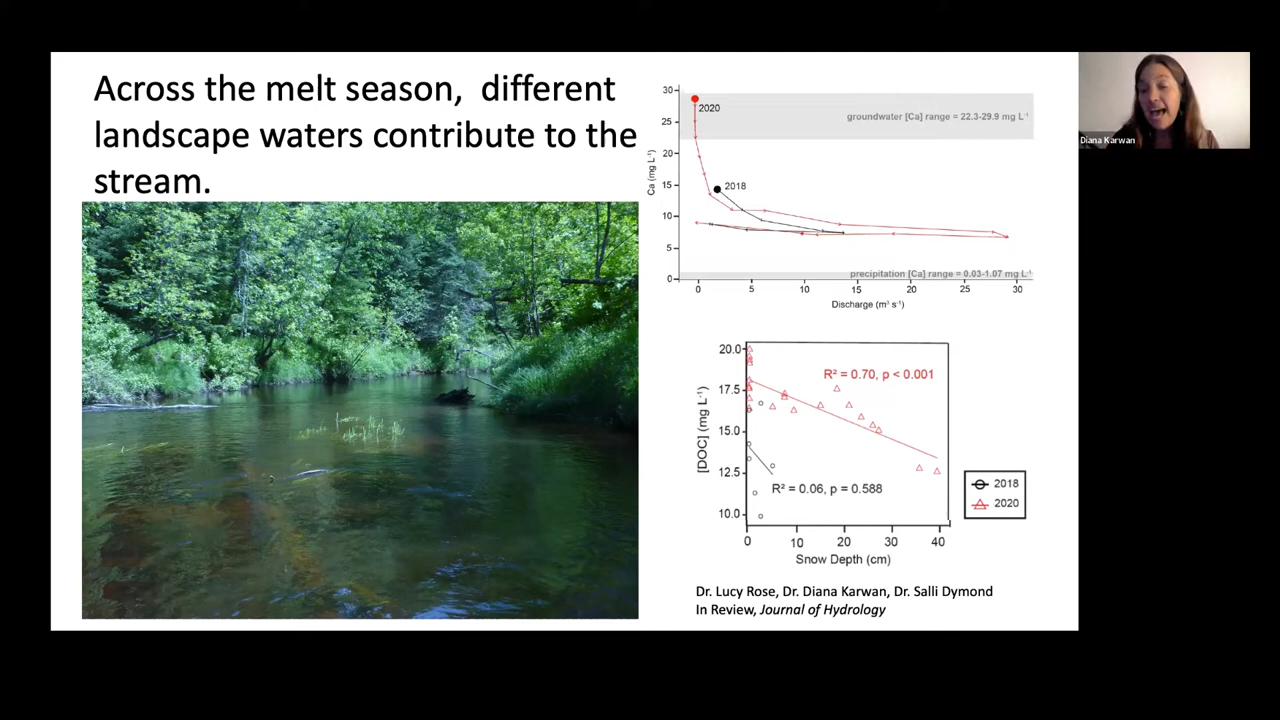 Across the melt season, different
landscape waters contribute to the
stream.
30
25
20
15
10
5
0
Ca (mg L⁻¹)
2020
2018
groundwater [Ca] range = 22.3-29.9 mg L⁻¹
precipitation [Ca] range = 0.03-1.07 mg L⁻¹
0 5 10 15 20 25 30
Discharge (m³ s⁻¹)
20.0
17.5
15.0
12.5
10.0
[DOC] (mg L⁻¹)
R² = 0.70, p < 0.001
R² = 0.06, p = 0.588
0 10 20 30 40
Snow Depth (cm)
2018
2020
Dr. Lucy Rose, Dr. Diana Karwan, Dr. Salli Dymond
In Review, Journal of Hydrology
Diana Karwan